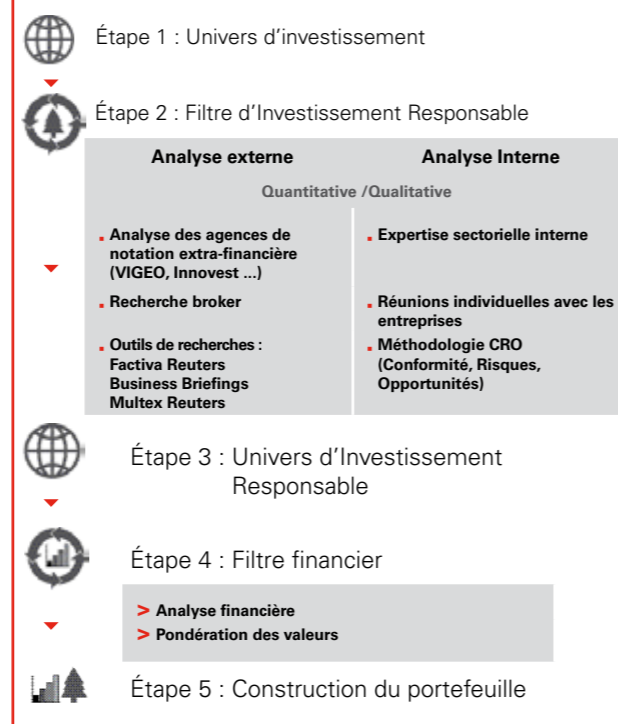 Étape 1 : Univers d'investissement
Étape 2 : Filtre d'Investissement Responsable
Analyse externe
Analyse Interne
Quantitative /Qualitative
. Analyse des agences de
notation extra-financière
(VIGEO, Innovest ...)
. Recherche broker
. Outils de recherches :
Factiva Reuters
Business Briefings
Multex Reuters
. Expertise sectorielle interne
. Réunions individuelles avec les
entreprises
. Méthodologie CRO
(Conformité, Risques,
Opportunités)
Étape 3 : Univers d'Investissement
Responsable
Étape 4 : Filtre financier
> Analyse financière
> Pondération des valeurs
Étape 5 : Construction du portefeuille